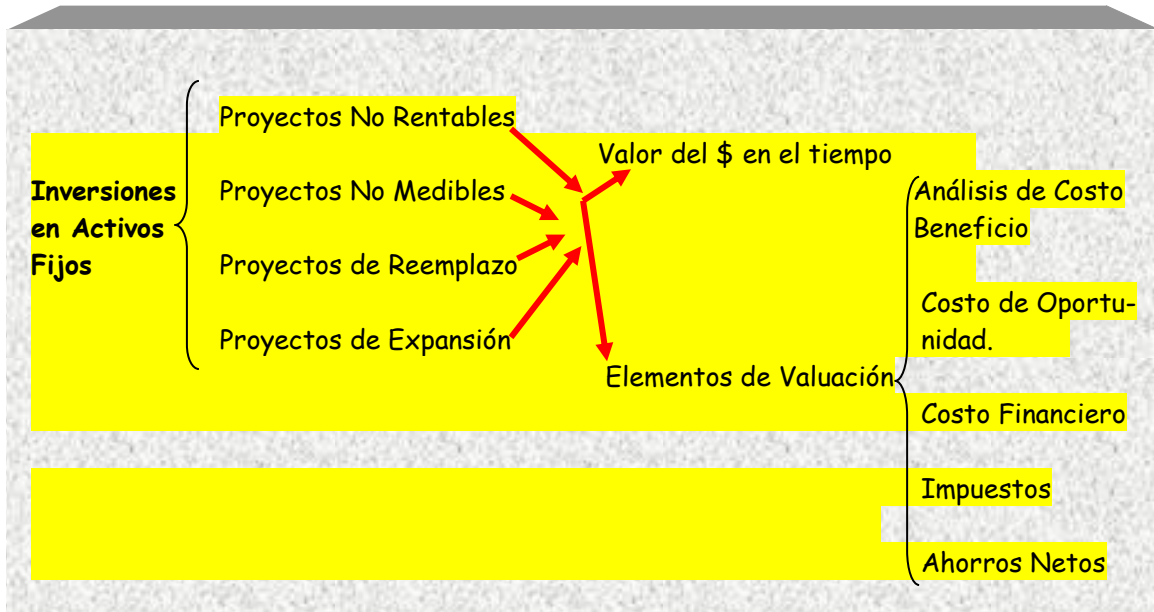 Proyectos No Rentables
Valor del $ en el tiempo
Inversiones
en Activos
Fijos
Proyectos No Medibles
Proyectos de Reemplazo
Proyectos de Expansión
Elementos de Valuación
Análisis de Costo
Beneficio
Costo de Oportu-
nidad.
Costo Financiero
Impuestos
Ahorros Netos